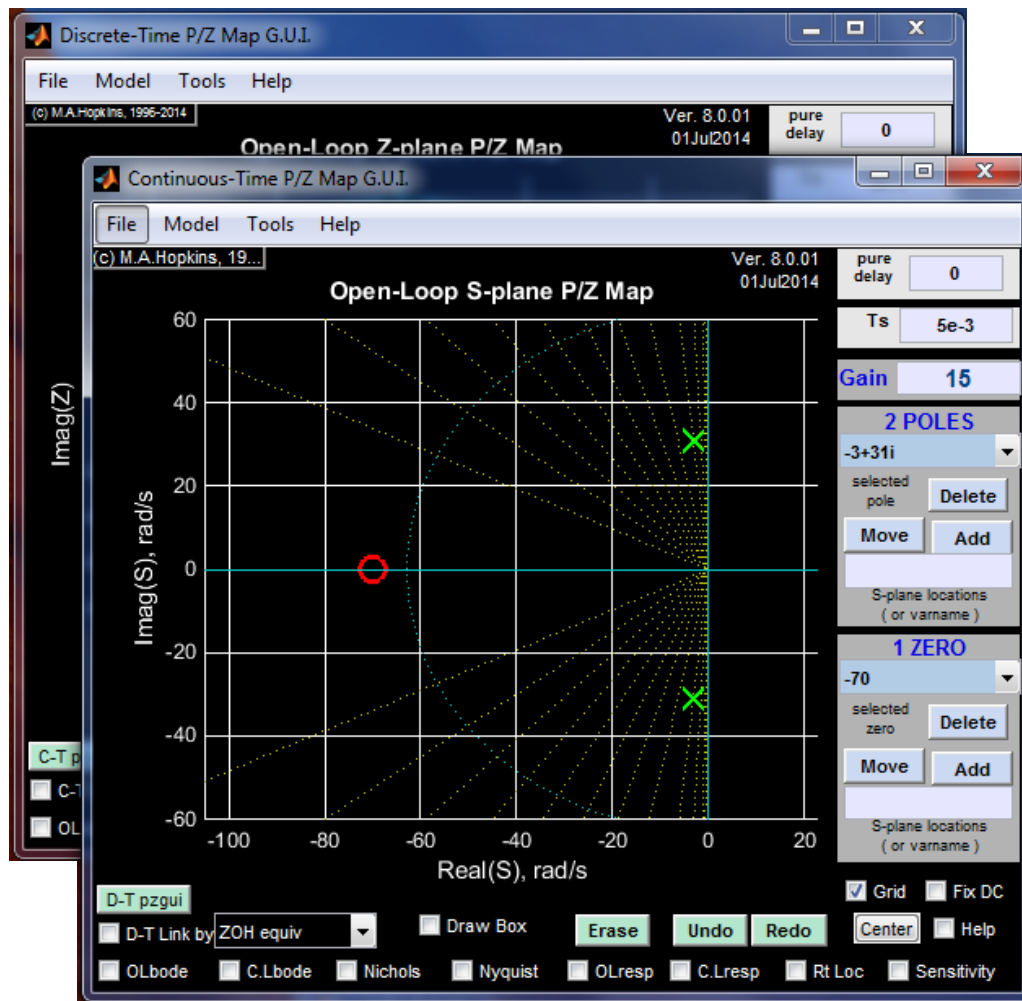 Discrete-Time P/Z Map G.U.I.
File Model Tools Help
(c) M.A.Hopkins, 1996-2014
Ver. 8.0.01
01Jul2014
pure
delay
0
Open-Loop Z-plane P/Z Map
Imag(Z)
C-T p
C-T
OL
Continuous-Time P/Z Map G.U.I.
File Model Tools Help
(c) M.A.Hopkins, 19...
Ver. 8.0.01
01Jul2014
Open-Loop S-plane P/Z Map
60
40
20
0
-20
-40
-60
Imag(S), rad/s
-100 -80 -60 -40 -20 0 20
Real(S), rad/s
pure
delay
0
Ts
5e-3
Gain
15
2 POLES
-3+31i
selected
pole
Delete
Move
Add
S-plane locations
( or varname )
1 ZERO
-70
selected
zero
Delete
Move
Add
S-plane locations
( or varname )
Grid
Fix DC
D-T pzgui
D-T Link by
ZOH equiv
Draw Box
Erase
Undo
Redo
Center
Help
OLbode
C.Lbode
Nichols
Nyquist
OLresp
C.Lresp
Rt Loc
Sensitivity